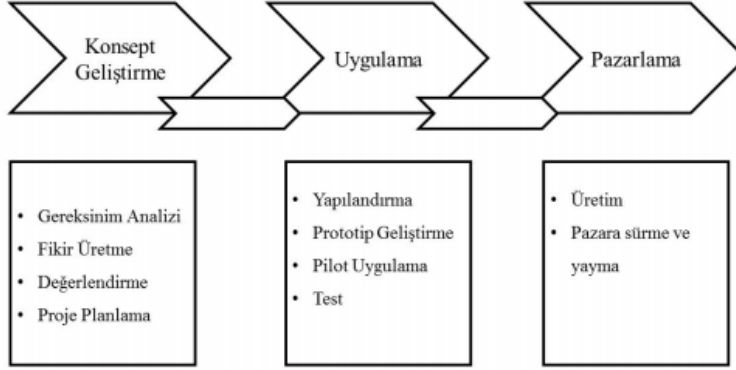 Konsept
Geliştirme
Uygulama
Pazarlama
• Gereksinim Analizi
• Fikir Üretme
• Değerlendirme
• Proje Planlama
• Yapılandırma
• Prototip Geliştirme
• Pilot Uygulama
• Test
• Üretim
• Pazara sürme ve
yayma